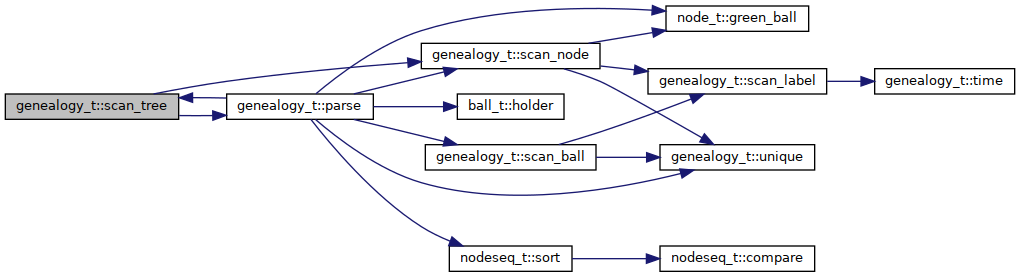 node_t::green_ball
genealogy_t::scan_node
genealogy_t::scan_label
genealogy_t::time
genealogy_t::scan_tree
genealogy_t::parse
ball_t::holder
genealogy_t::scan_ball
genealogy_t::unique
nodeseq_t::sort
nodeseq_t::compare